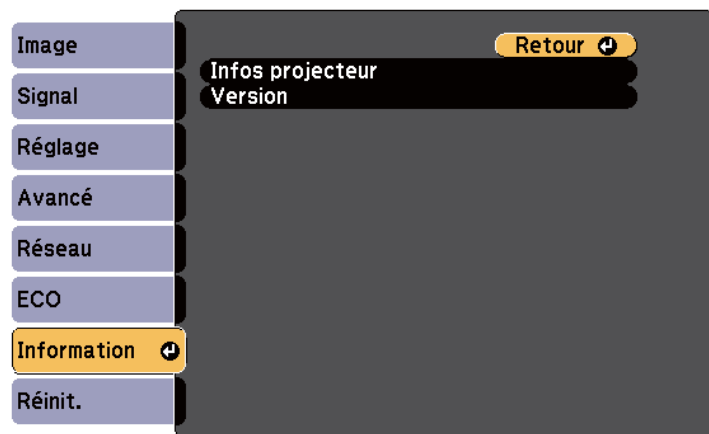 Image
Signal
Réglage
Avancé
Réseau
ECO
Information
Réinit.
Retour
Infos projecteur
Version